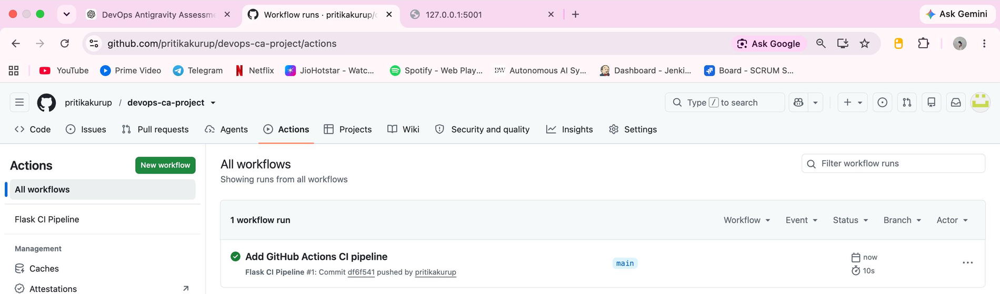 DevOps Antigravity Assessme
Workflow runs · pritikakurup/d
127.0.0.1:5001
Ask Gemini
github.com/pritikakurup/devops-ca-project/actions
Ask Google
YouTube
Prime Video
Telegram
Netflix
JioHotstar - Watc...
Spotify - Web Play...
DW Autonomous AI Sy...
Dashboard - Jenki...
Board - SCRUM S...
pritikakurup / devops-ca-project
Type / to search
Code
Issues
Pull requests
Agents
Actions
Projects
Wiki
Security and quality
Insights
Settings
Actions
New workflow
All workflows
Flask CI Pipeline
Management
Caches
Attestations
All workflows
Showing runs from all workflows
Filter workflow runs
1 workflow run
Workflow
Event
Status
Branch
Actor
Add GitHub Actions CI pipeline
Flask CI Pipeline #1: Commit df6f541 pushed by pritikakurup
main
now
10s